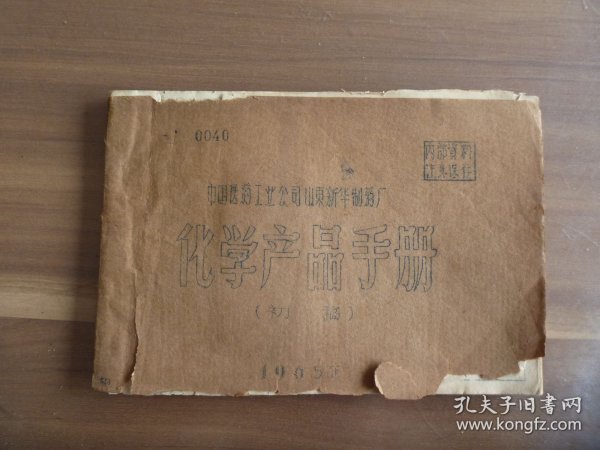 0040
内部资料
注意保存
中国医药工业公司山东新华制药厂
化学产品手册
(初稿)
孔夫子旧书网
www.kongfz.com